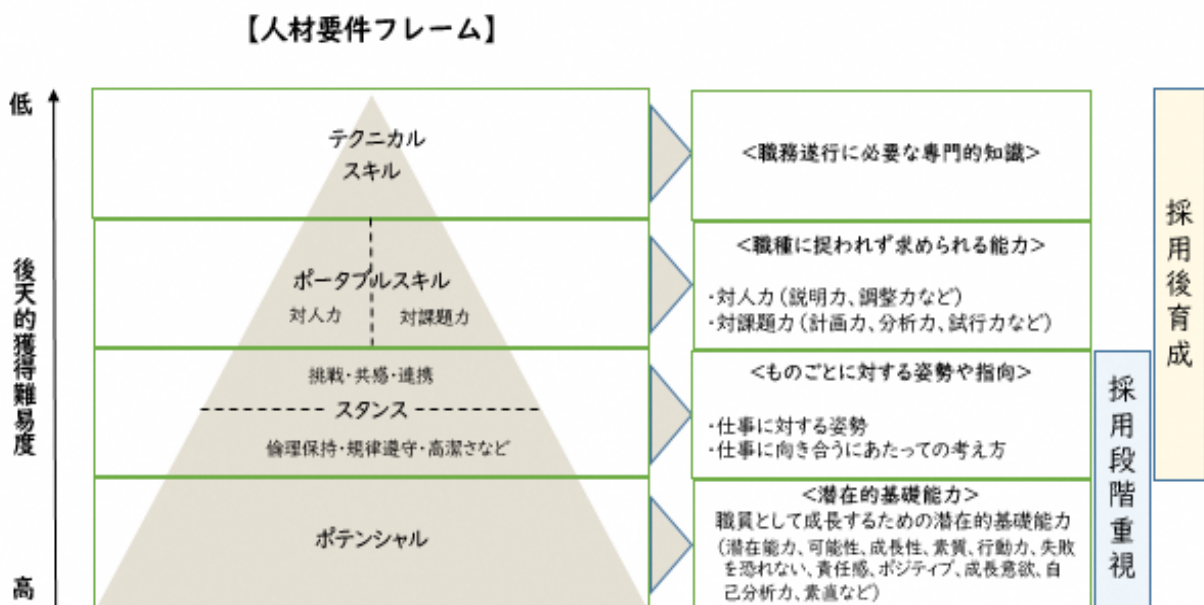 【人材要件フレーム】
低
後天的獲得難易度
高
テクニカル
スキル
<職務遂行に必要な専門的知識>
ポータブルスキル
対人力
対課題力
<職種に捉われず求められる能力>
・対人力(説明力、調整力など)
・対課題力(計画力、分析力、試行力など)
挑戦・共感・連携
スタンス
倫理保持・規律遵守・高潔さなど
<ものごとに対する姿勢や指向>
・仕事に対する姿勢
・仕事に向き合うにあたっての考え方
ポテンシャル
<潜在的基礎能力>
職員として成長するための潜在的基礎能力
(潜在能力、可能性、成長性、素質、行動力、失敗
を恐れない、責任感、ポジティブ、成長意欲、自
己分析力、素直など)
採用段階重視
採用後育成